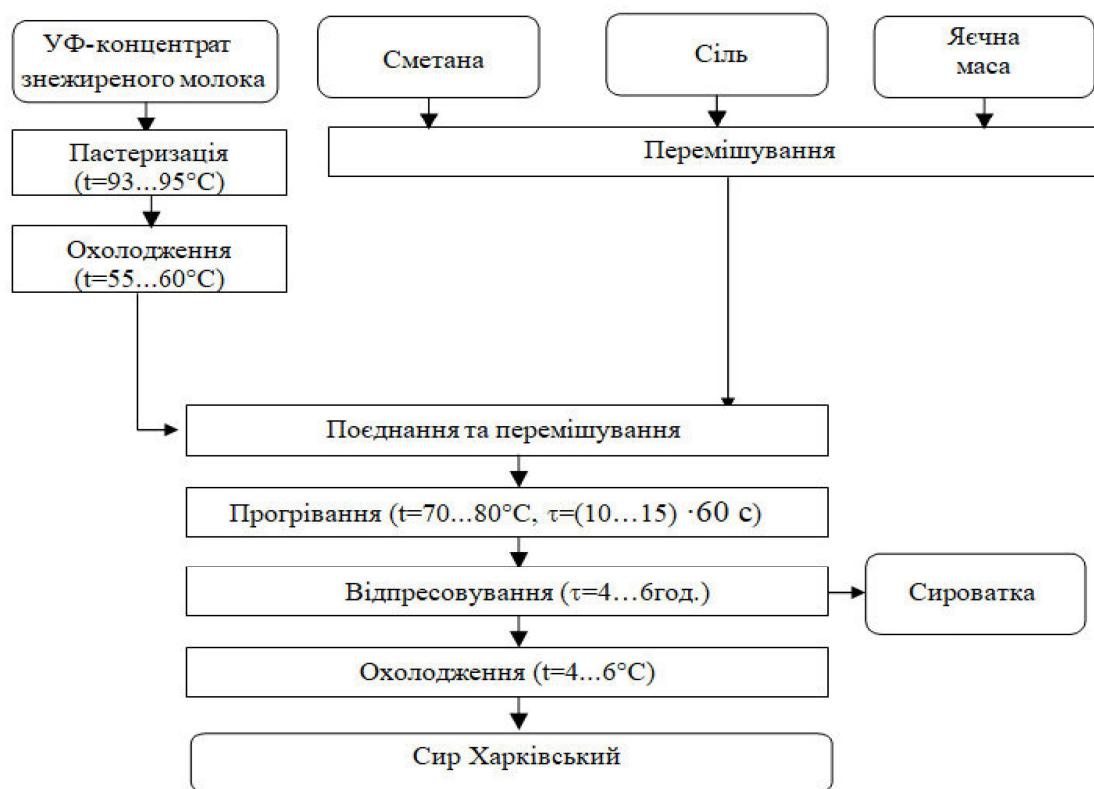 УФ-концентрат
знежиреного молока
Сметана
Сіль
Яєчна
маса
Пастеризація
(t=93...95°C)
Перемішування
Охолодження
(t=55...60°C)
Поєднання та перемішування
Прогрівання (t=70...80°C, τ=(10...15) ·60 с)
Відпресовування (τ=4...6год.)
Сироватка
Охолодження (t=4...6°C)
Сир Харківський